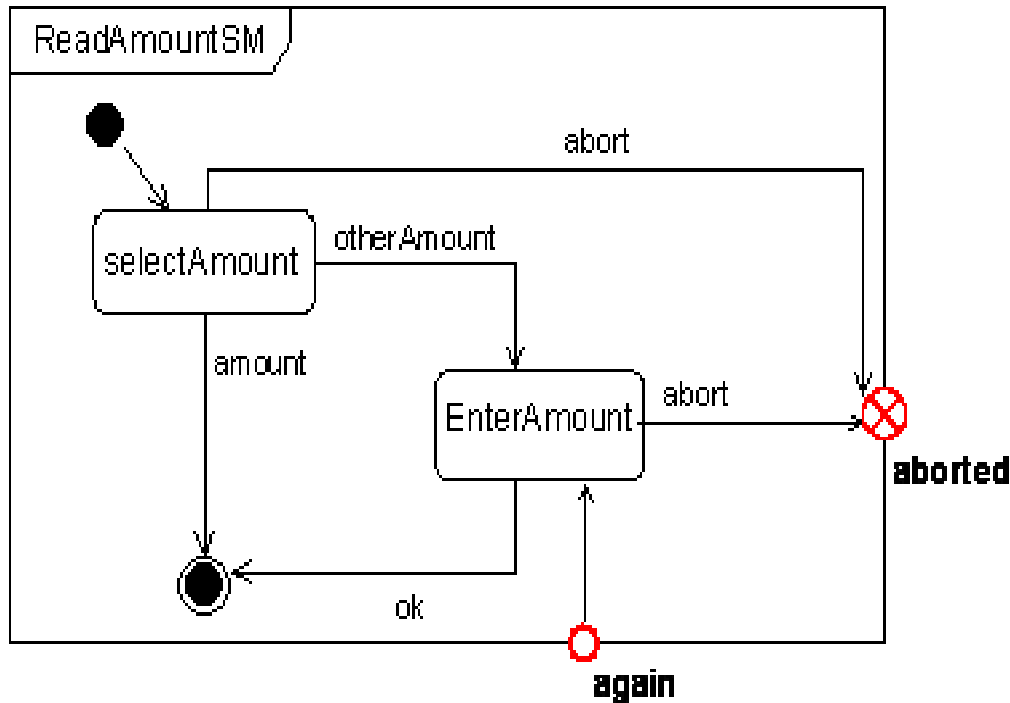 ReadAmountSM
abort
otherAmount
selectAmount
amount
abort
EnterAmount
aborted
ok
again